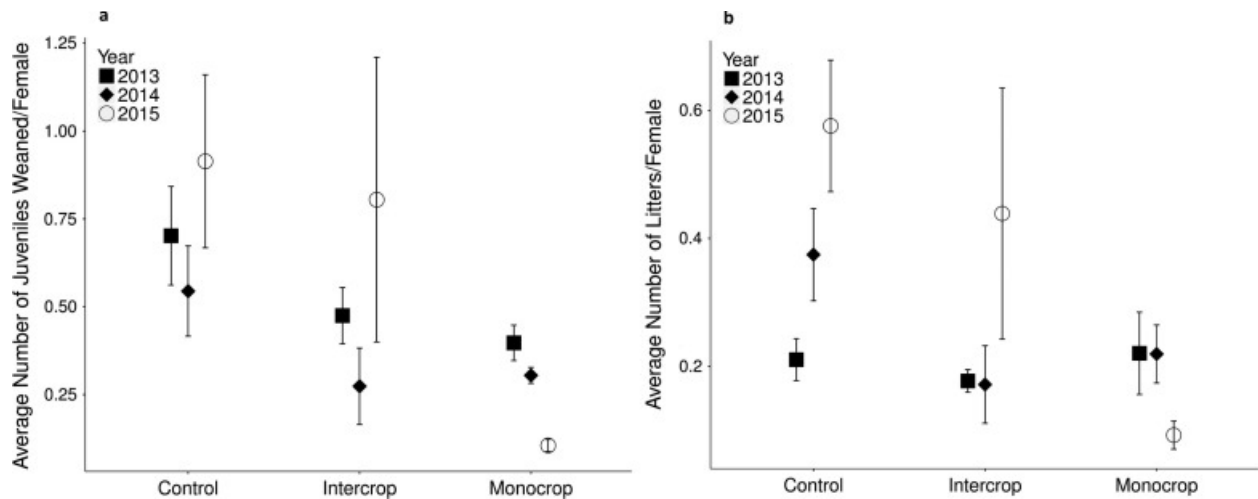 a
Average Number of Juveniles Weaned/Female
1.25
1.00
0.75
0.50
0.25
Year
2013
2014
2015
Control Intercrop Monocrop
b
Average Number of Litters/Female
0.6
0.4
0.2
Year
2013
2014
2015
Control Intercrop Monocrop